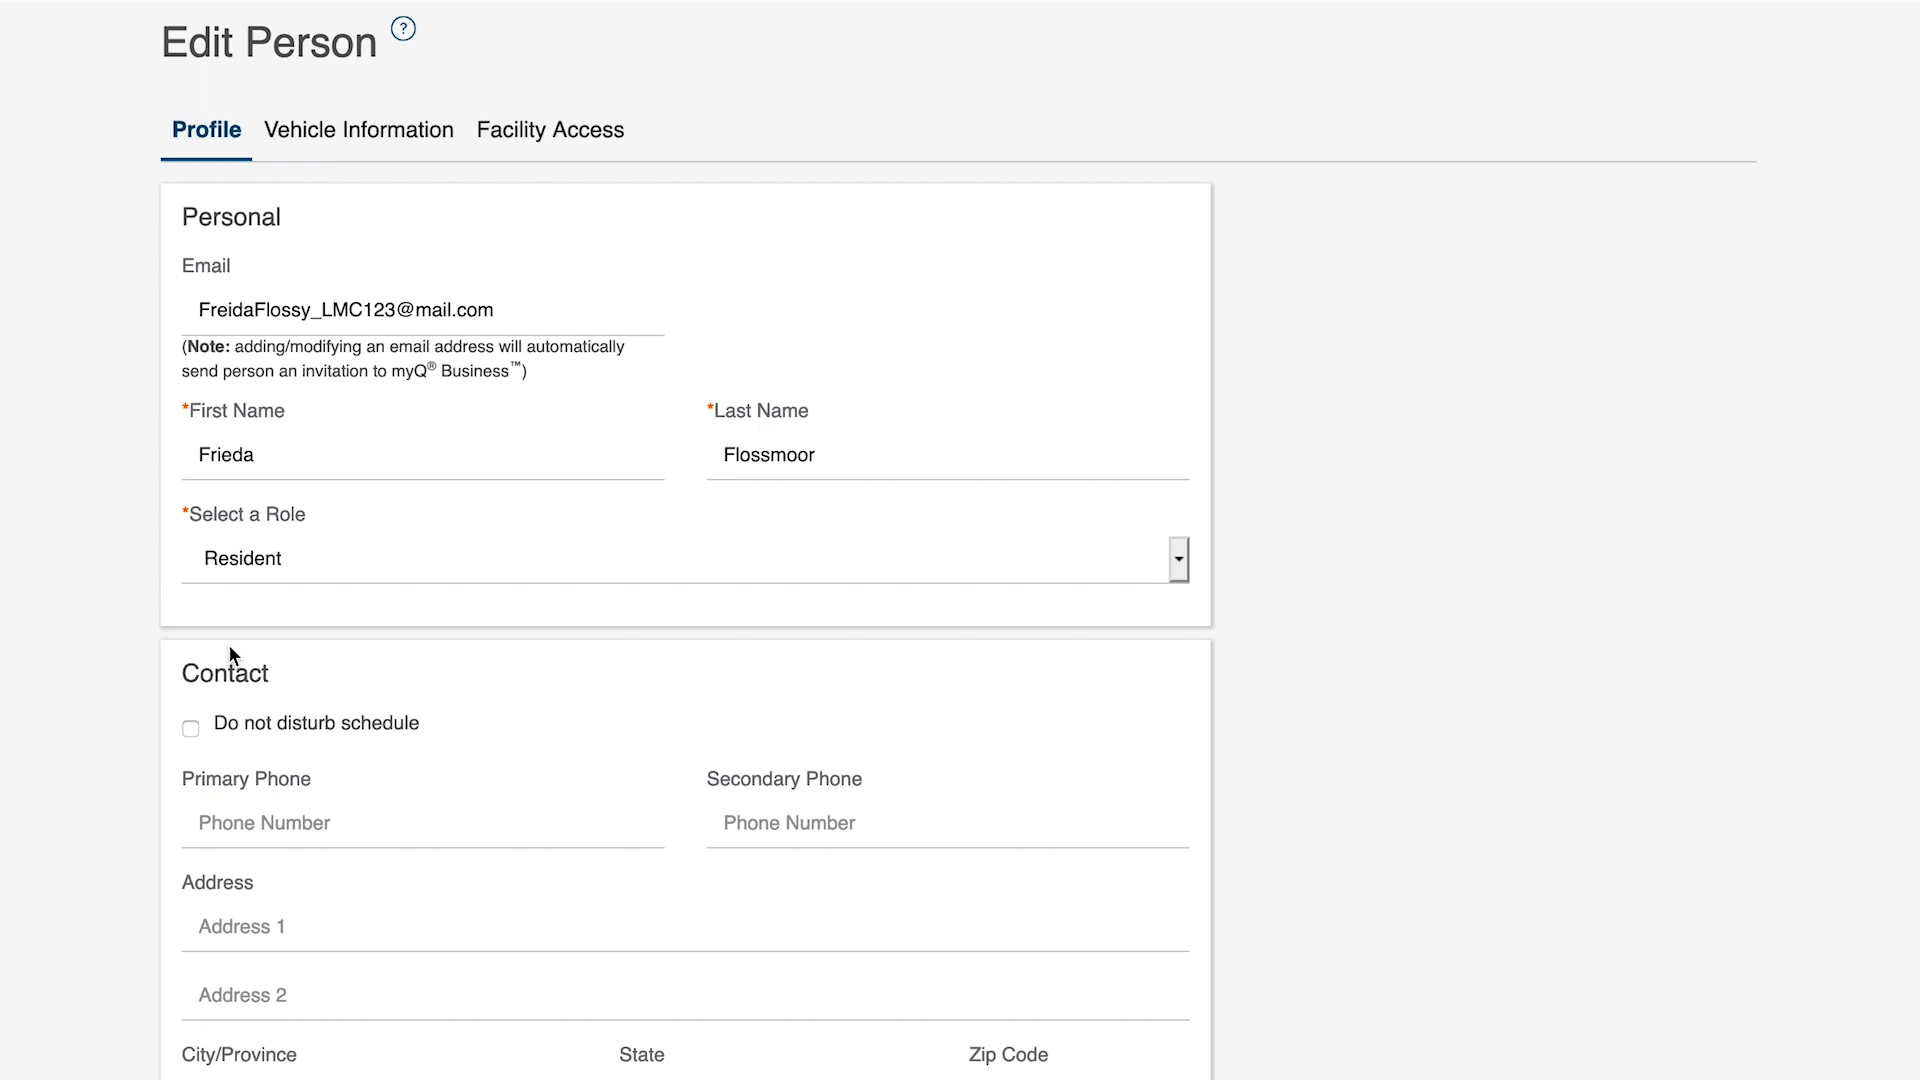 Edit Person ?
Profile Vehicle Information Facility Access
Personal
Email
FreidaFlossy_LMC123@mail.com
(Note: adding/modifying an email address will automatically
send person an invitation to myQ® Business™)
*First Name *Last Name
Frieda Flossmoor
*Select a Role
Resident
Contact
Do not disturb schedule
Primary Phone Secondary Phone
Phone Number Phone Number
Address
Address 1
Address 2
City/Province State Zip Code